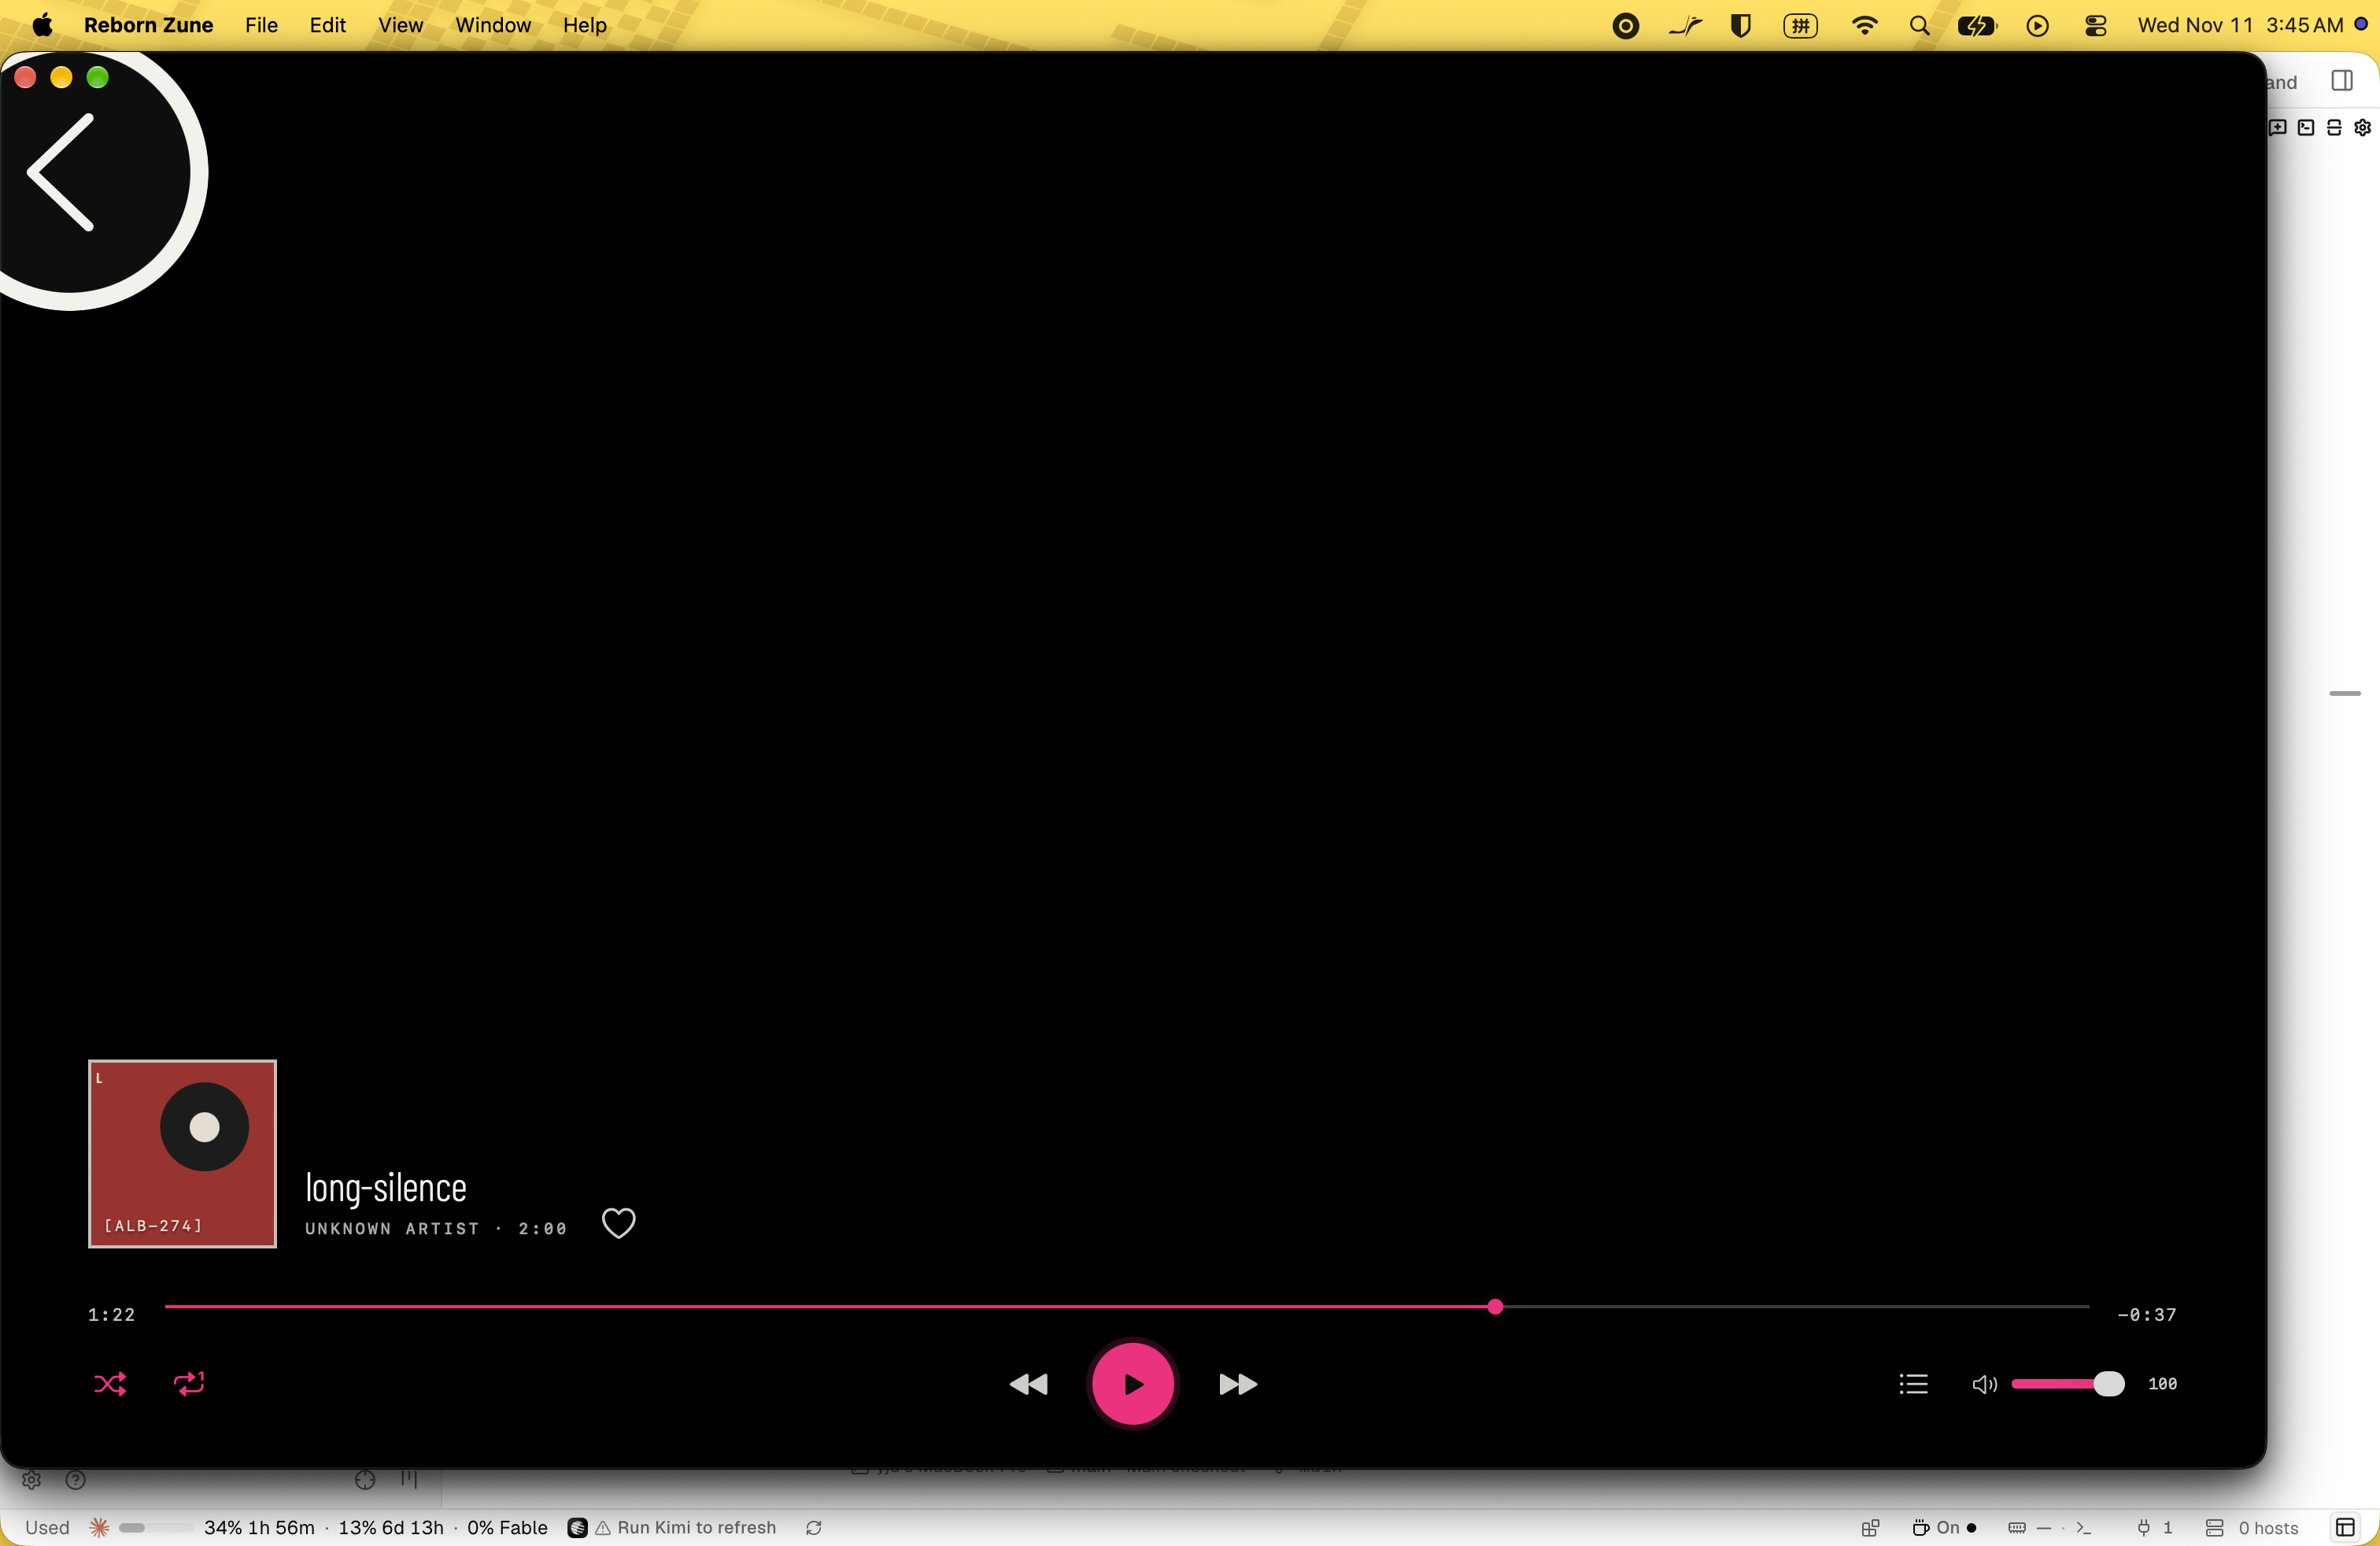 Reborn Zune File Edit View Window Help 拼 Wed Nov 11 3:45 AM
and
L
[ALB-274]
long-silence
UNKNOWN ARTIST · 2:00
1:22 -0:37
1
100
Used 34% 1h 56m · 13% 6d 13h · 0% Fable Run Kimi to refresh On — · 1 0 hosts